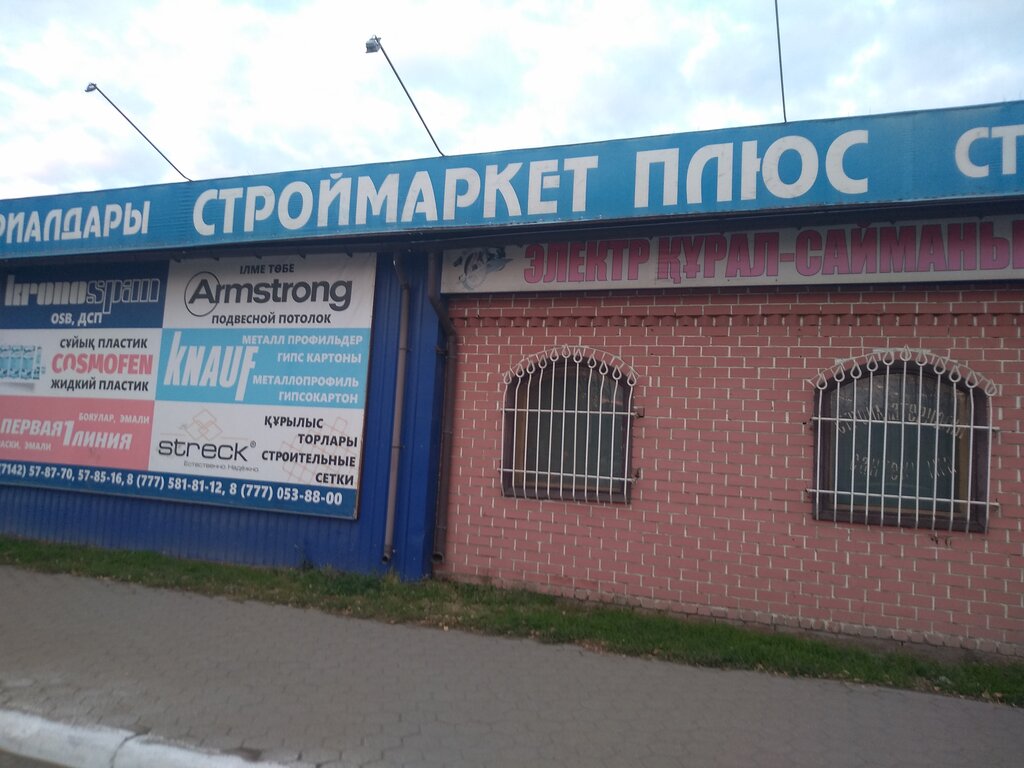 РИАЛДАРЫ СТРОЙМАРКЕТ ПЛЮС СТ
ЭЛЕКТР ҚҰРАЛ-САЙМАНЫ
kronospan
OSB, ДСП
ІЛМЕ ТӨБЕ
Armstrong
ПОДВЕСНОЙ ПОТОЛОК
СҰЙЫҚ ПЛАСТИК
COSMOFEN
ЖИДКИЙ ПЛАСТИК
KNAUF
МЕТАЛЛ ПРОФИЛЬДЕР
ГИПС КАРТОНЫ
МЕТАЛЛОПРОФИЛЬ
ГИПСОКАРТОН
БОЯУЛАР, ЭМАЛИ
ПЕРВАЯ 1 ЛИНИЯ
АСКИ, ЭМАЛИ
streck®
Естественно. Надёжно.
ҚҰРЫЛЫС
ТОРЛАРЫ
СТРОИТЕЛЬНЫЕ
СЕТКИ
7142) 57-87-70, 57-85-16, 8 (777) 581-81-12, 8 (777) 053-88-00